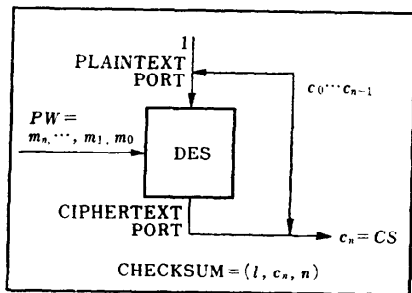 1
PLAINTEXT
PORT
c₀⋯cₙ₋₁
PW=
mₙ,⋯, m₁, m₀
DES
CIPHERTEXT
PORT
cₙ=CS
CHECKSUM=(l, cₙ, n)